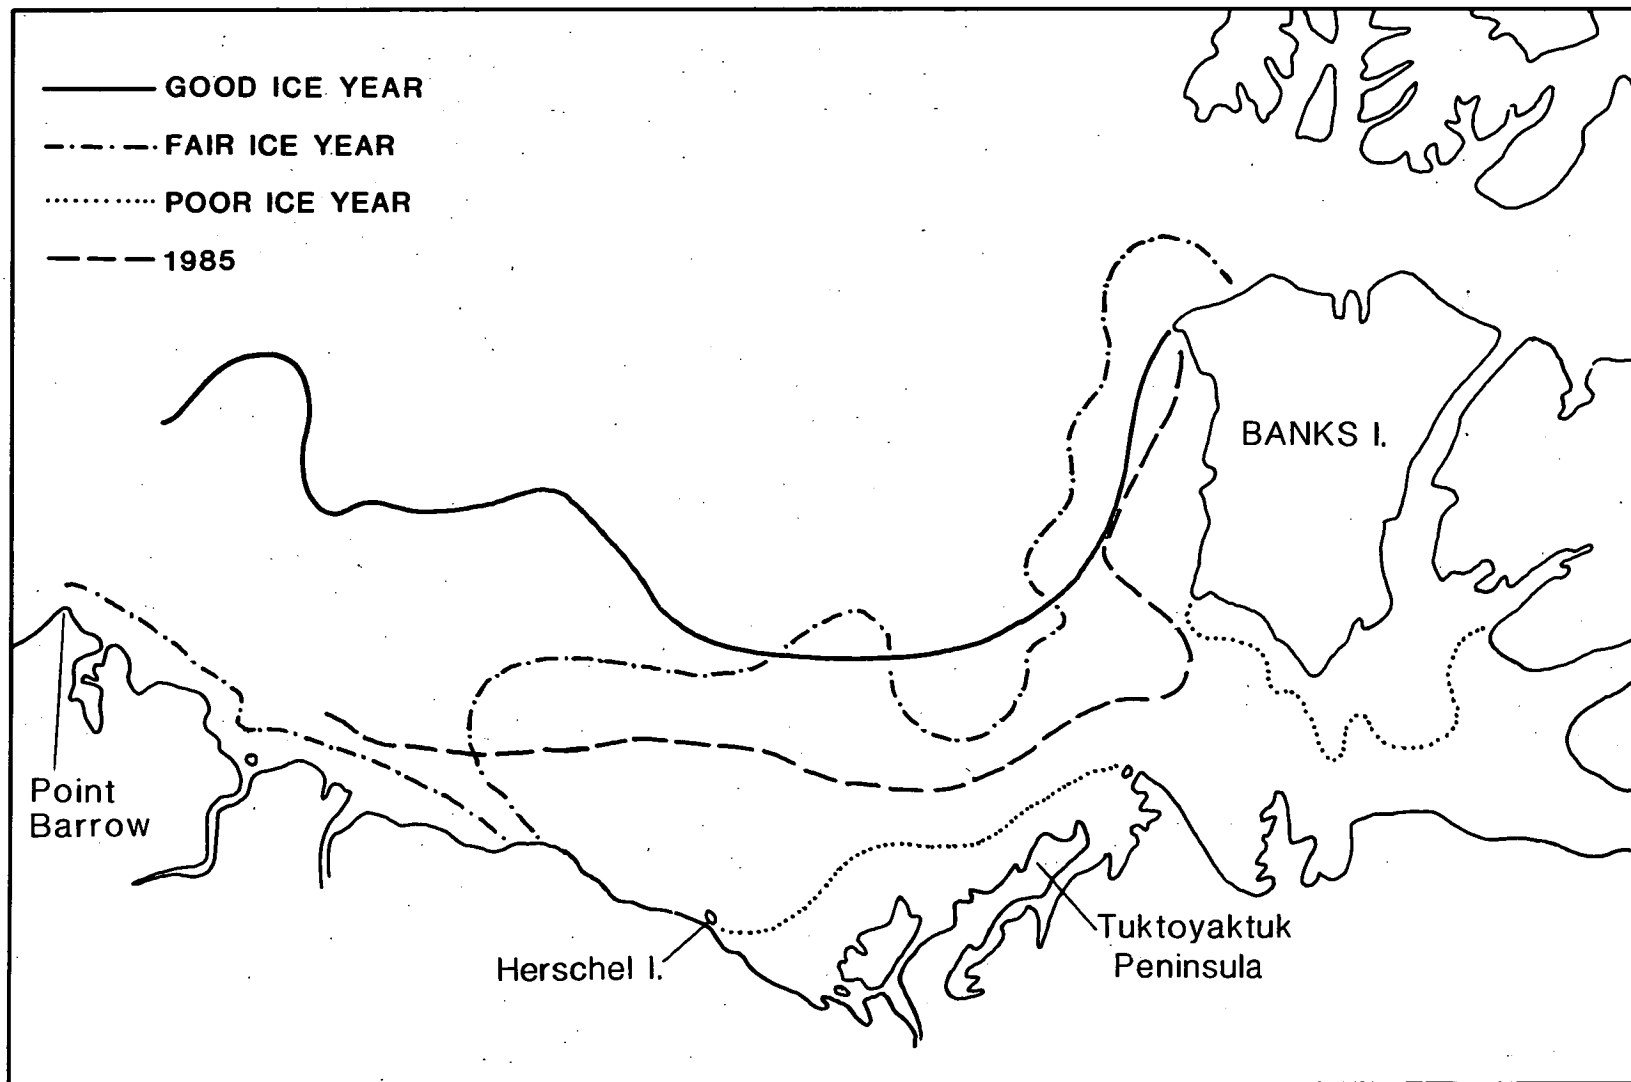 GOOD ICE YEAR
FAIR ICE YEAR
POOR ICE YEAR
1985
BANKS I.
Point
Barrow
Herschel I.
Tuktoyaktuk
Peninsula